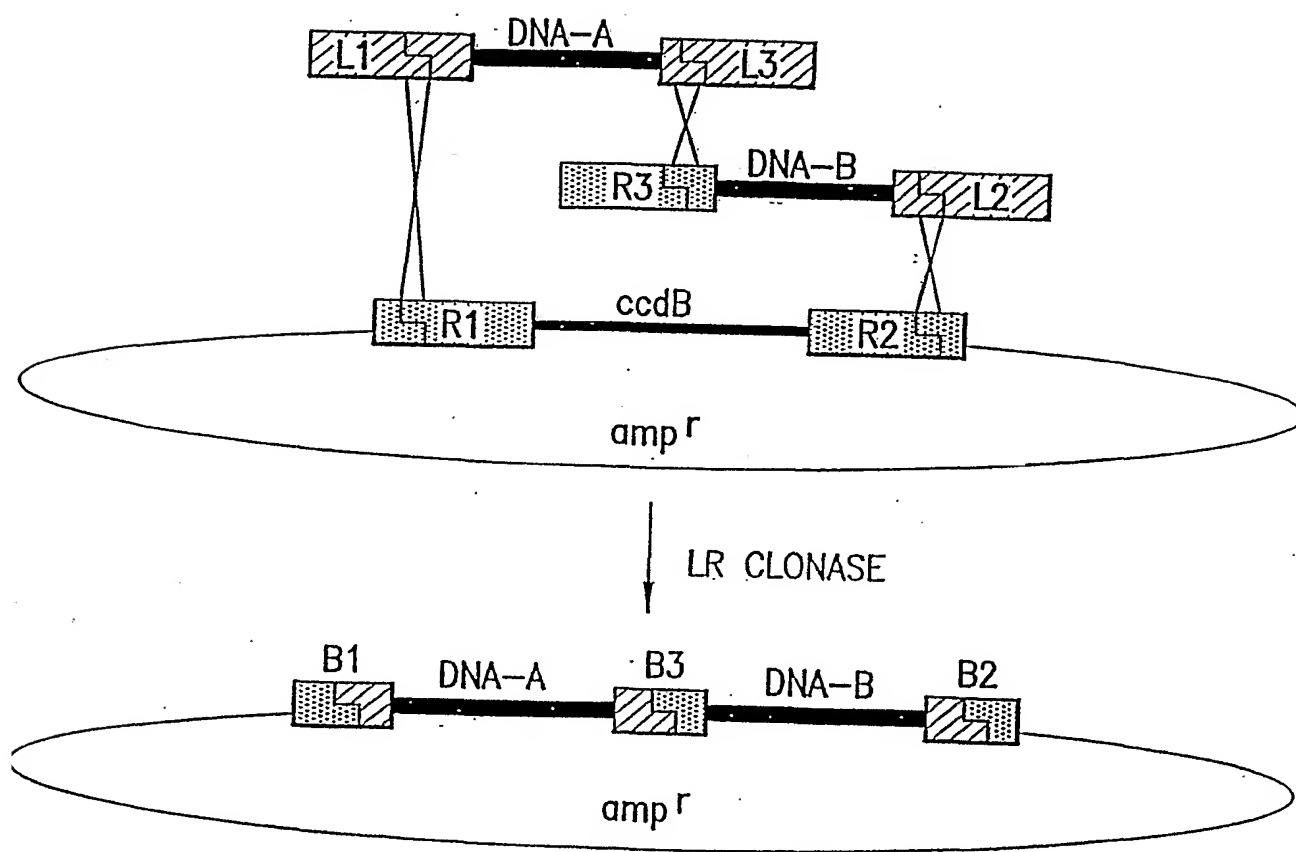 DNA-A
L1
L3
DNA-B
R3
L2
ccdB
R1
R2
amp r
LR CLONASE
B1
DNA-A
B3
DNA-B
B2
amp r